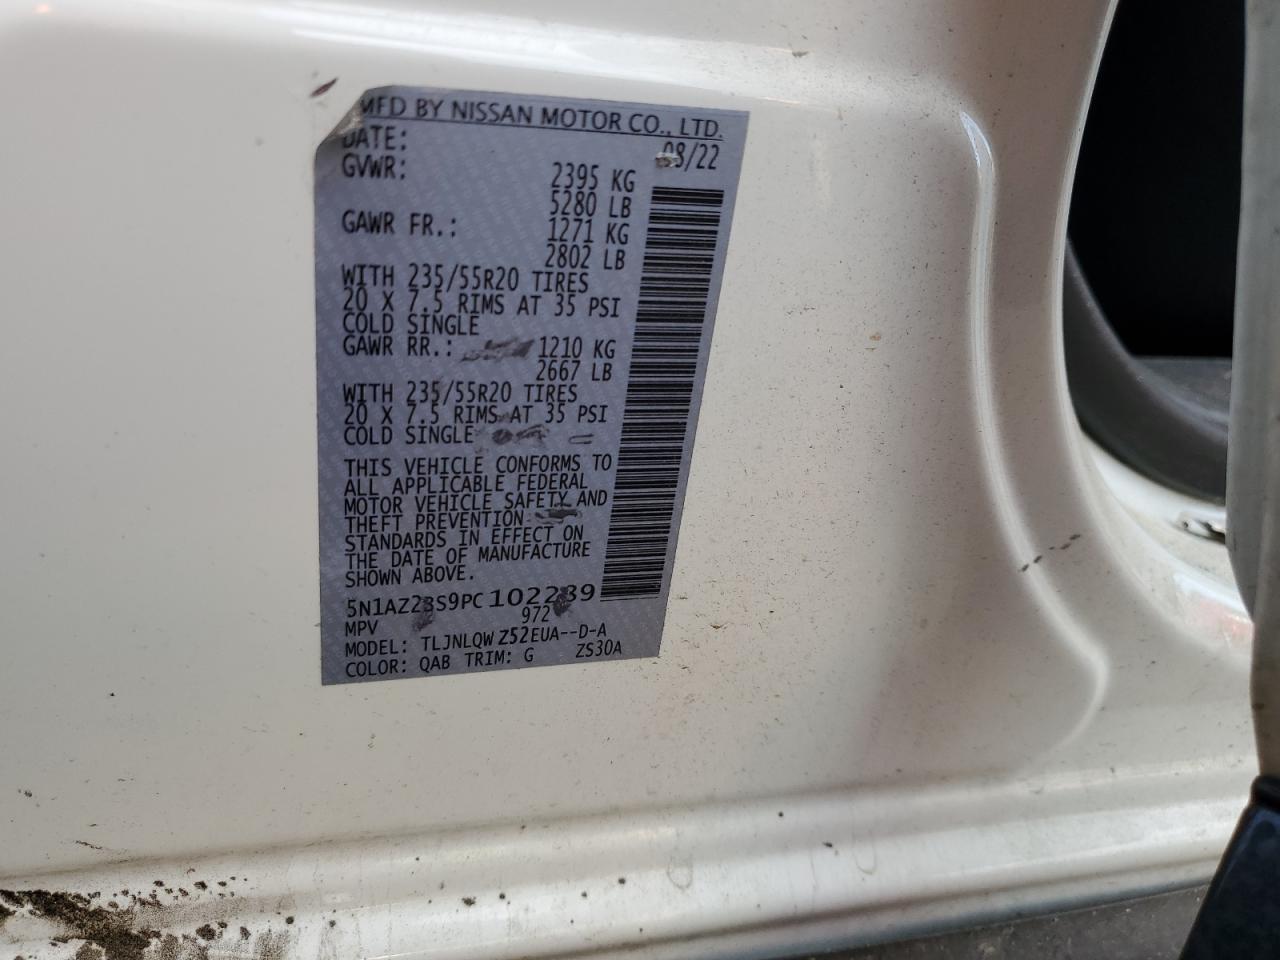 MFD BY NISSAN MOTOR CO., LTD.
DATE: 08/22
GVWR: 2395 KG
5280 LB
GAWR FR.: 1271 KG
2802 LB
WITH 235/55R20 TIRES
20 X 7.5 RIMS AT 35 PSI
COLD SINGLE
GAWR RR.: 1210 KG
2667 LB
WITH 235/55R20 TIRES
20 X 7.5 RIMS AT 35 PSI
COLD SINGLE
THIS VEHICLE CONFORMS TO
ALL APPLICABLE FEDERAL
MOTOR VEHICLE SAFETY AND
THEFT PREVENTION
STANDARDS IN EFFECT ON
THE DATE OF MANUFACTURE
SHOWN ABOVE.
972
MPV
MODEL: TLJNLQW Z52EUA--D-A
COLOR: QAB TRIM: G ZS30A